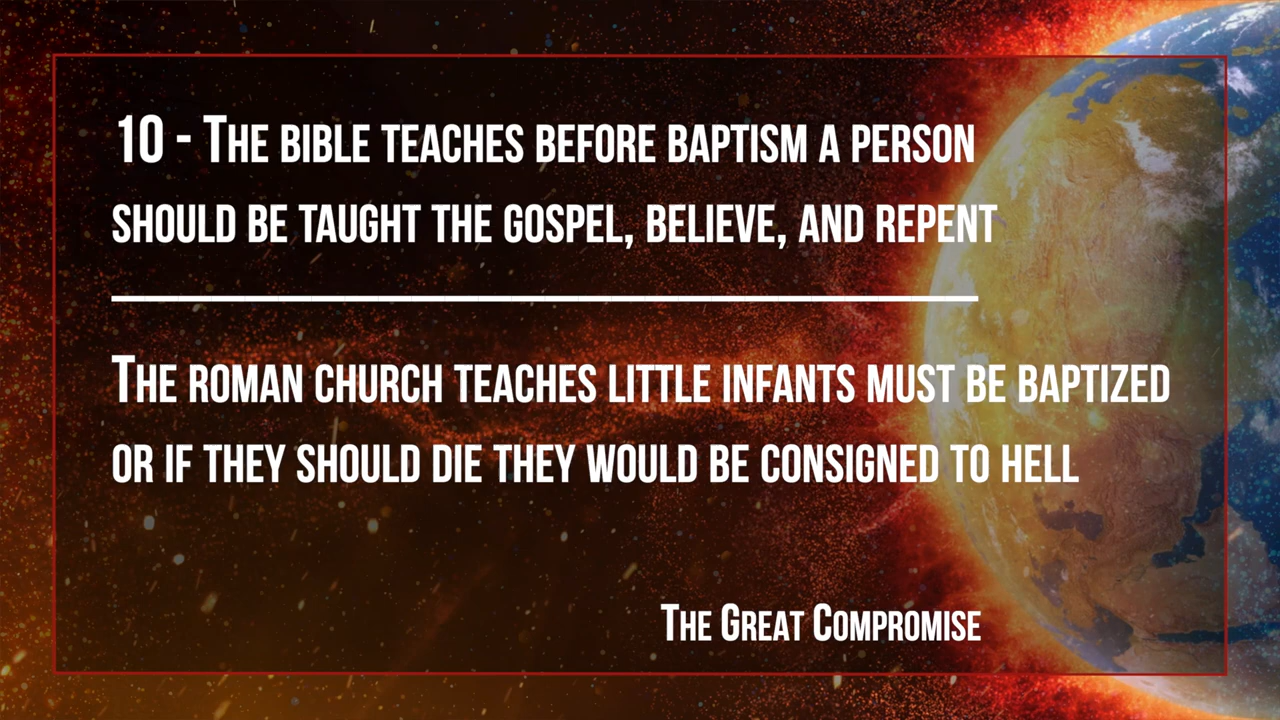 10 - The bible teaches before baptism a person
should be taught the gospel, believe, and repent
The roman church teaches little infants must be baptized
or if they should die they would be consigned to hell
The Great Compromise